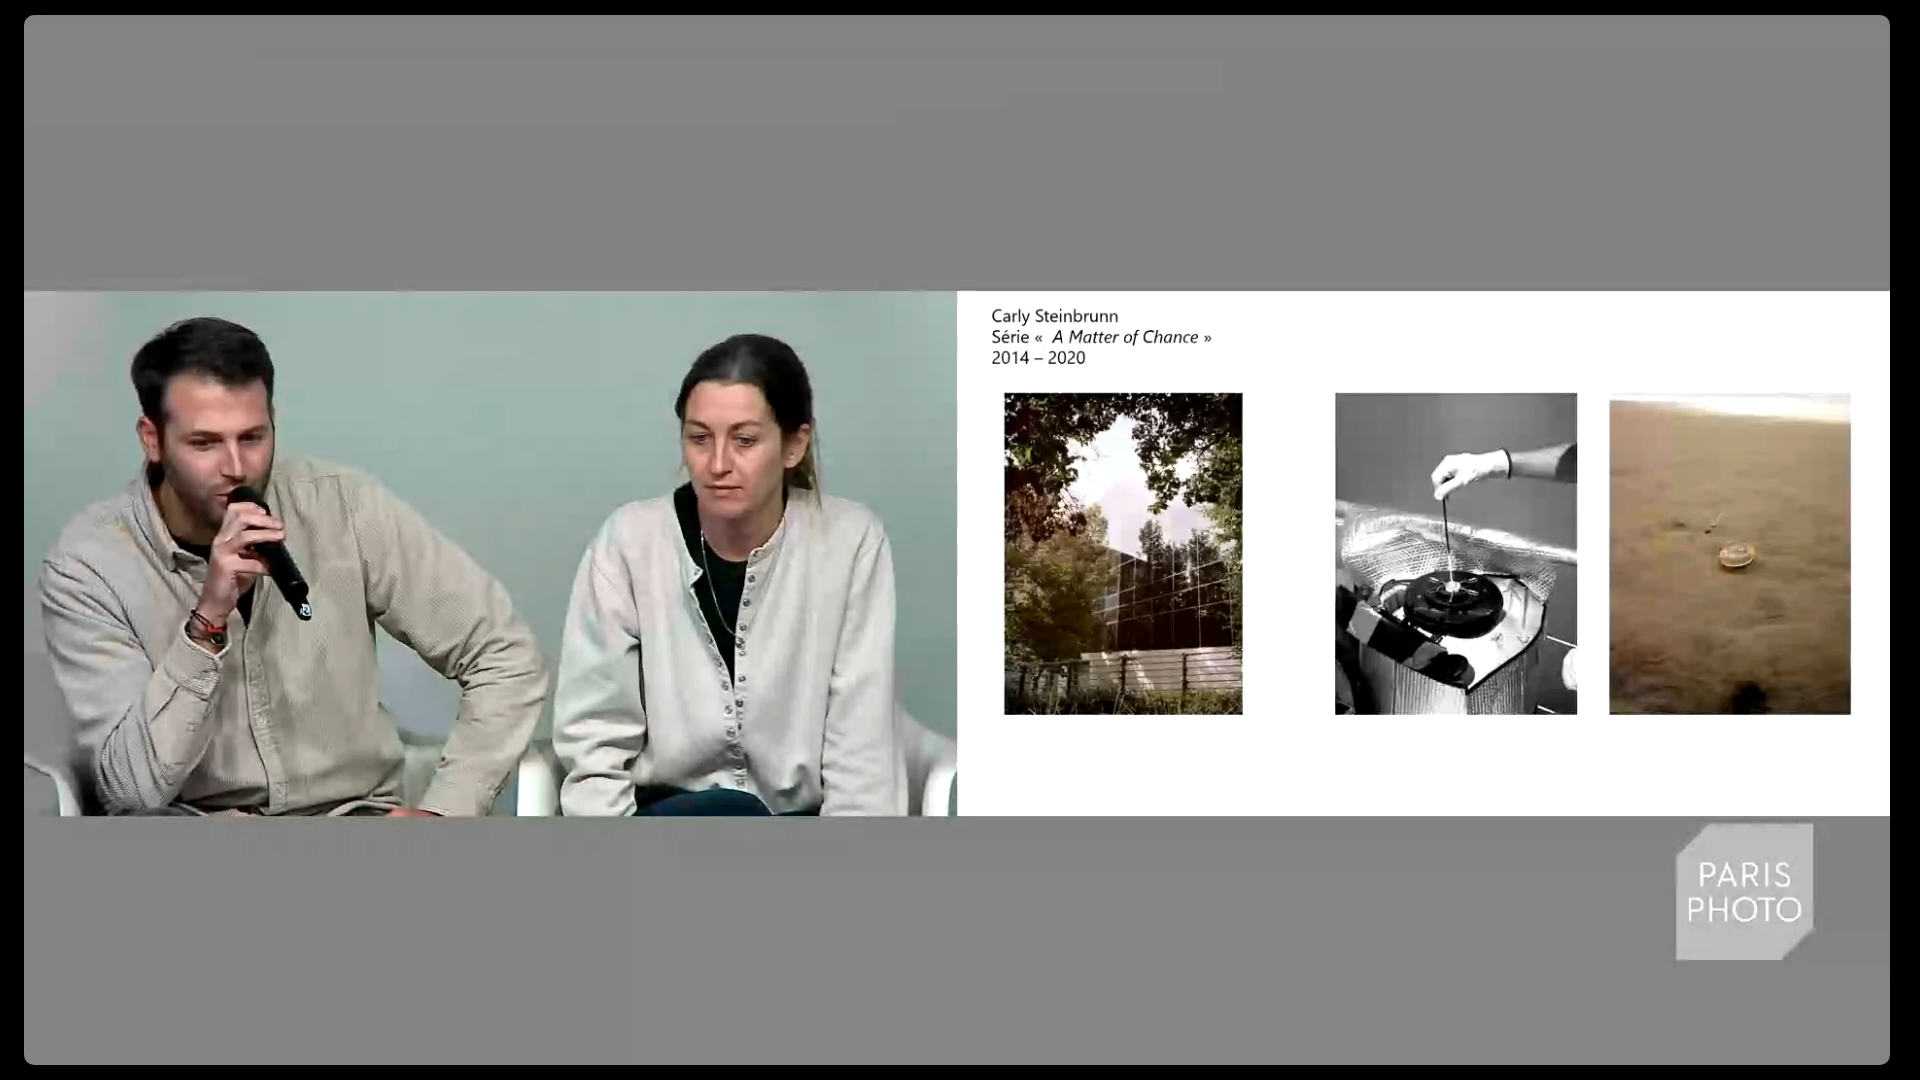 Carly Steinbrunn
Série « A Matter of Chance »
2014 – 2020
PARIS
PHOTO